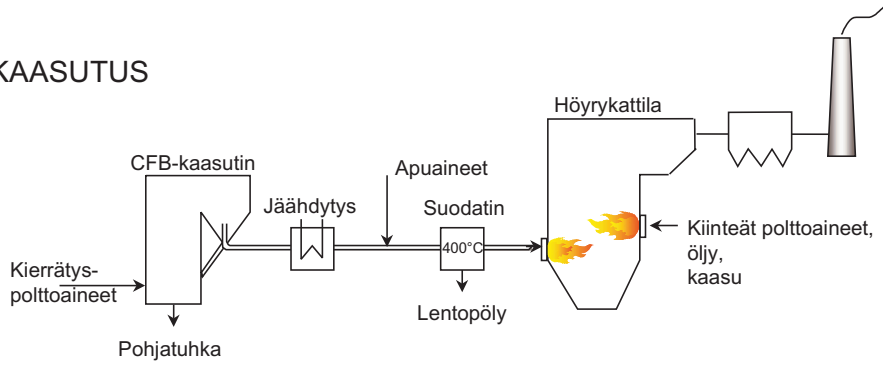 KAASUTUS
Höyrykattila
CFB-kaasutin
Apuaineet
Jäähdytys
Suodatin
400°C
Kiinteät polttoaineet,
öljy,
kaasu
Kierrätys-
polttoaineet
Lentopöly
Pohjatuhka